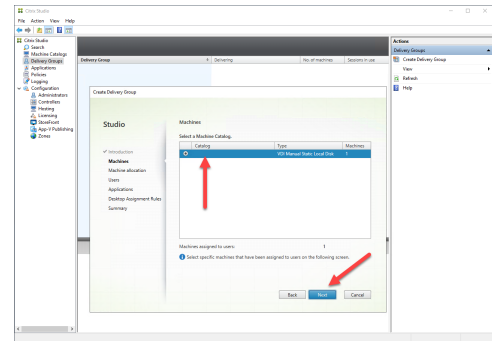 Citrix Studio
File Action View Help
Citrix Studio
Search
Machine Catalogs
Delivery Groups
Applications
Policies
Logging
Configuration
Administrators
Controllers
Hosting
Licensing
StoreFront
App-V Publishing
Zones
Delivery Group
Delivering
No. of machines
Sessions in use
Create Delivery Group
Studio
Introduction
Machines
Machine allocation
Users
Applications
Desktop Assignment Rules
Summary
Machines
Select a Machine Catalog.
Catalog Type Machines
VDI Manual Static Local Disk 1
Machines assigned to users: 1
Select specific machines that have been assigned to users on the following screen.
Back Next Cancel
Actions
Delivery Groups
Create Delivery Group
View
Refresh
Help